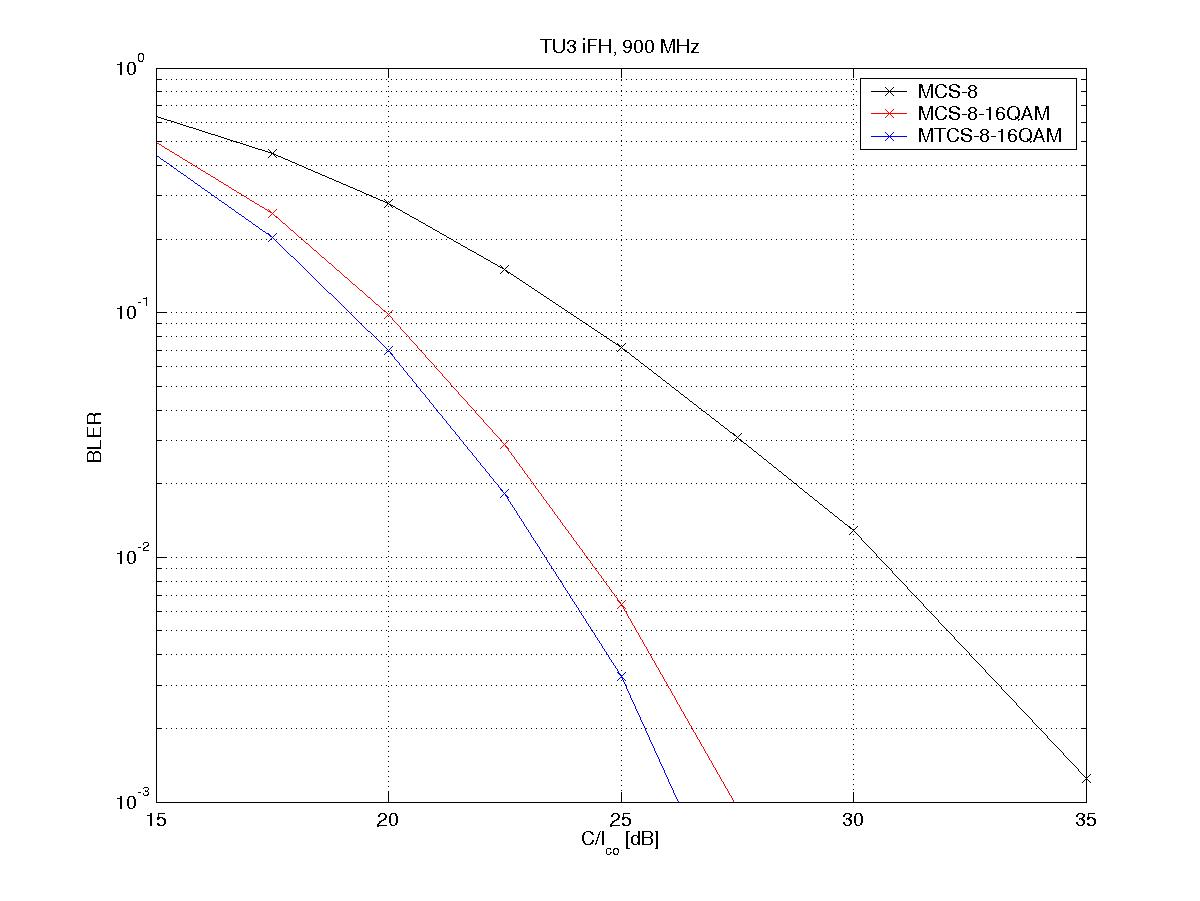 TU3 iFH, 900 MHz
10^0
MCS-8
MCS-8-16QAM
MTCS-8-16QAM
10^-1
BLER
10^-2
10^-3
15 20 25 30 35
C/I_co [dB]